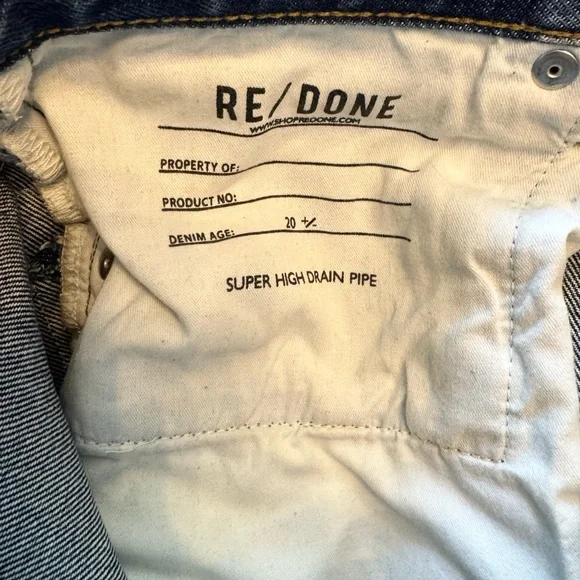 RE/DONE
WWW.SHOPREDONE.COM
PROPERTY OF:
PRODUCT NO:
DENIM AGE: 20 +/-
SUPER HIGH DRAIN PIPE